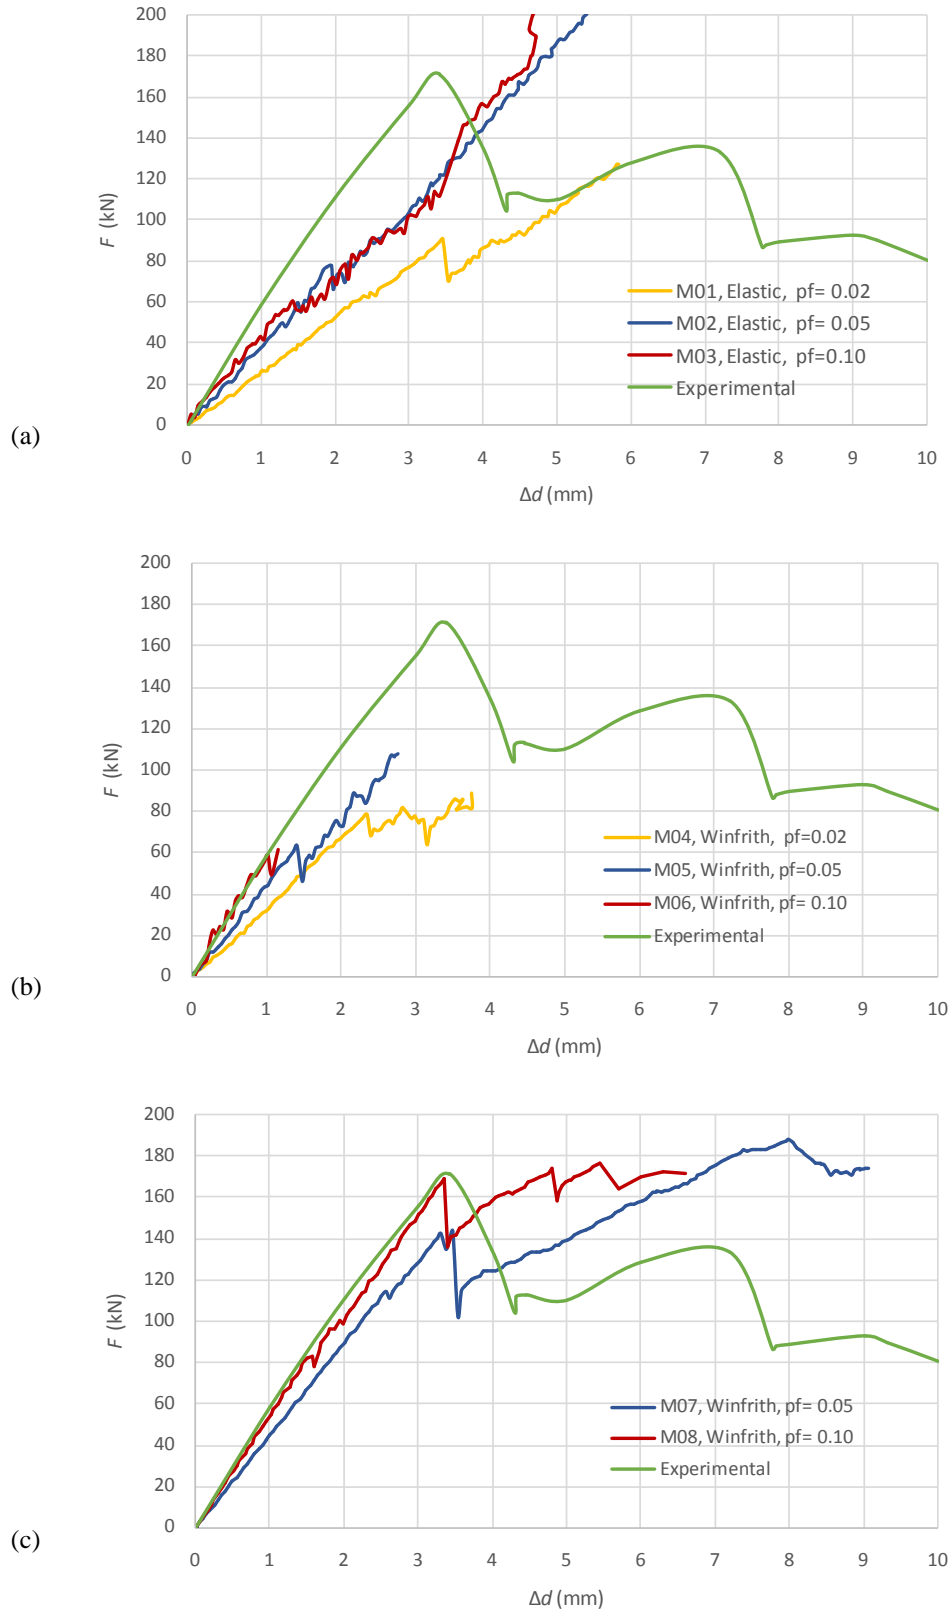 200
180
160
140
120
100
80
60
40
20
0
F (kN)
M01, Elastic, pf= 0.02
M02, Elastic, pf= 0.05
M03, Elastic, pf=0.10
Experimental
(a)
0 1 2 3 4 5 6 7 8 9 10
Δd (mm)
200
180
160
140
120
100
80
60
40
20
0
F (kN)
M04, Winfrith, pf=0.02
M05, Winfrith, pf=0.05
M06, Winfrith, pf= 0.10
Experimental
(b)
0 1 2 3 4 5 6 7 8 9 10
Δd (mm)
200
180
160
140
120
100
80
60
40
20
0
F (kN)
M07, Winfrith, pf= 0.05
M08, Winfrith, pf= 0.10
Experimental
(c)
0 1 2 3 4 5 6 7 8 9 10
Δd (mm)